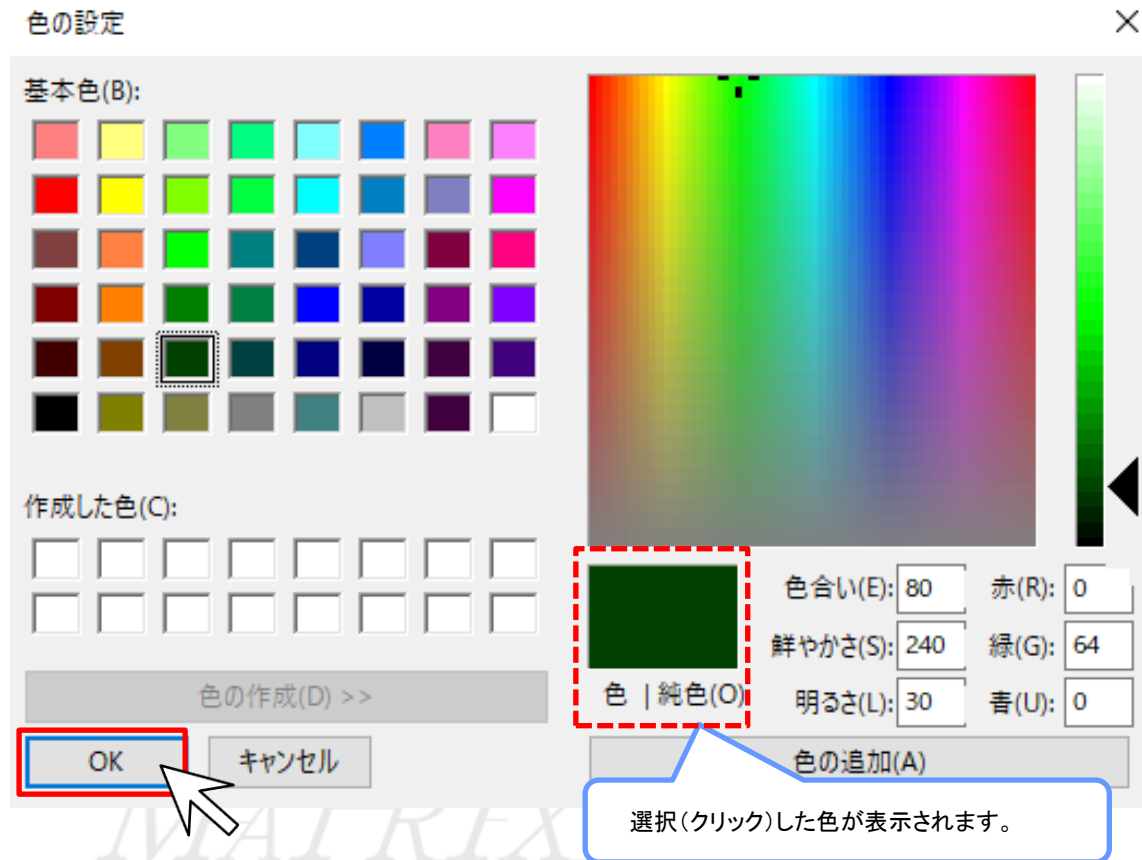 色の設定
基本色(B):
作成した色(C):
色の作成(D) >>
OK
キャンセル
色 | 純色(O)
色合い(E): 80
赤(R): 0
鮮やかさ(S): 240
緑(G): 64
明るさ(L): 30
青(U): 0
色の追加(A)
選択（クリック）した色が表示されます。